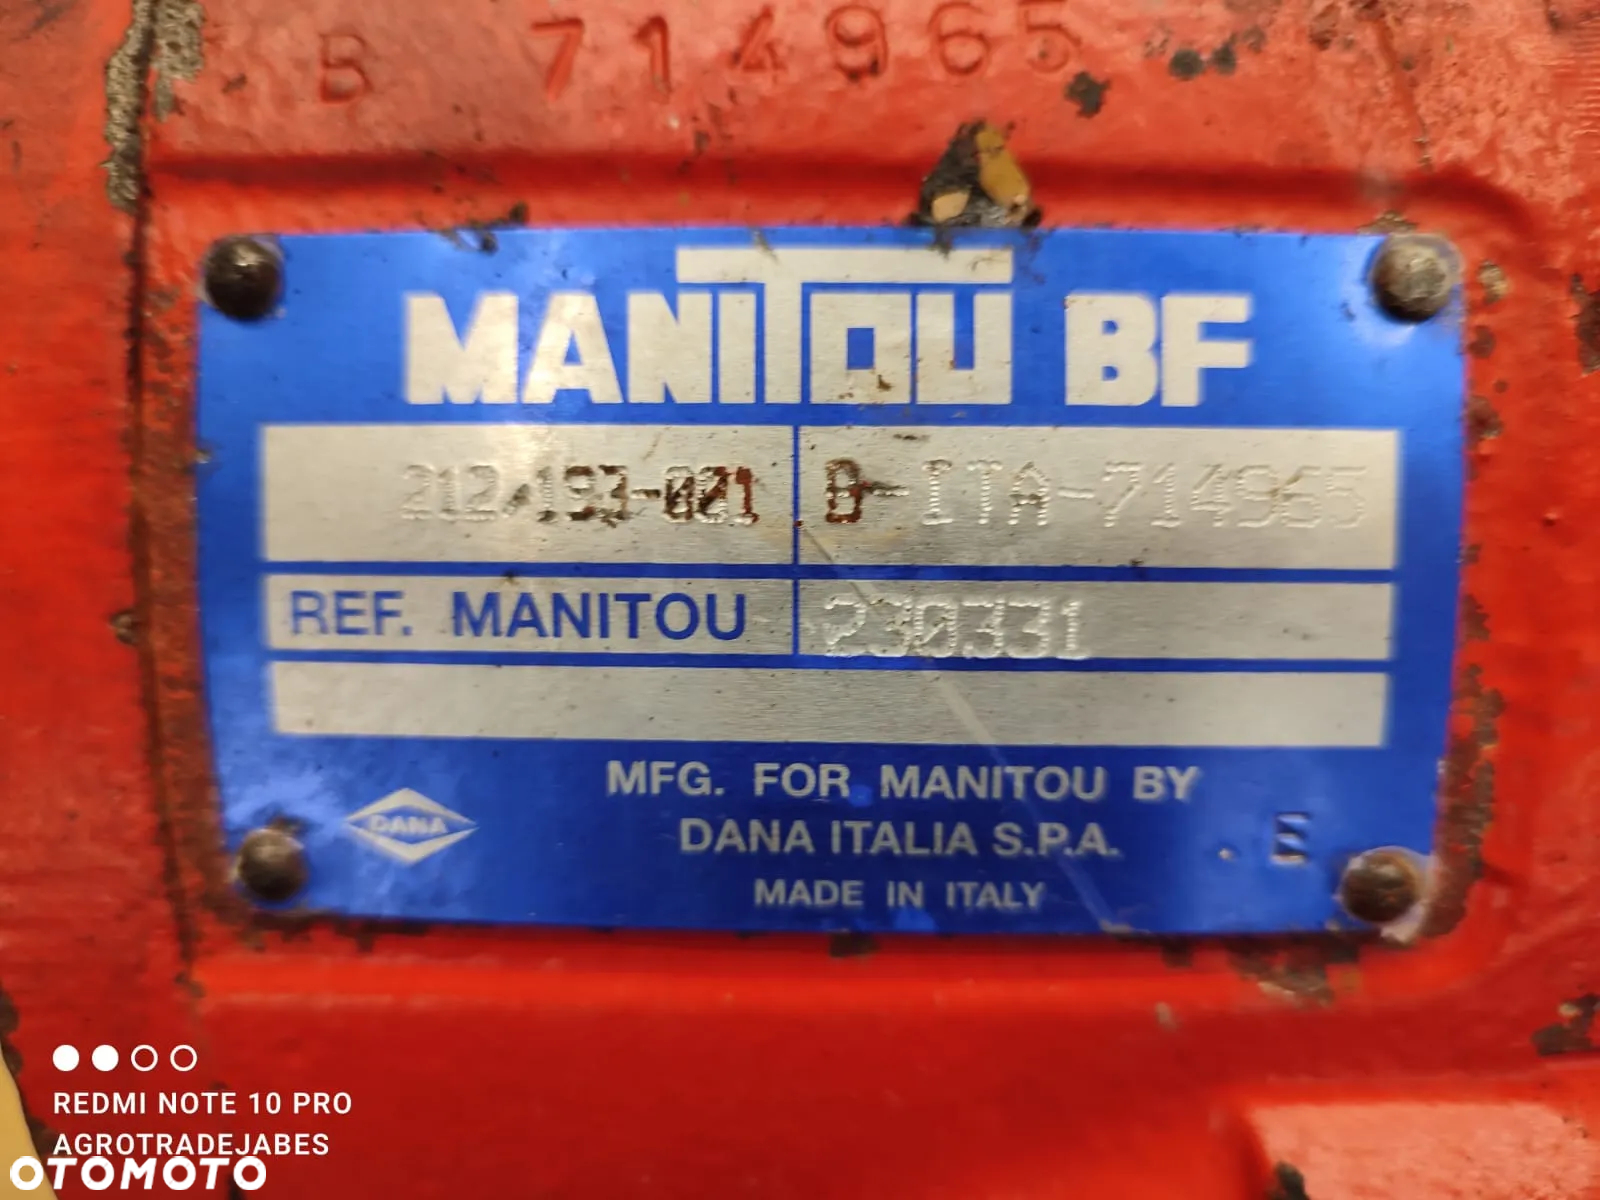 B 714965
MANITOU BF
212/193-001 B-ITA-714965
REF. MANITOU 230331
MFG. FOR MANITOU BY
DANA ITALIA S.P.A.
MADE IN ITALY
DANA
. E
REDMI NOTE 10 PRO
AGROTRADEJABES
OTOMOTO